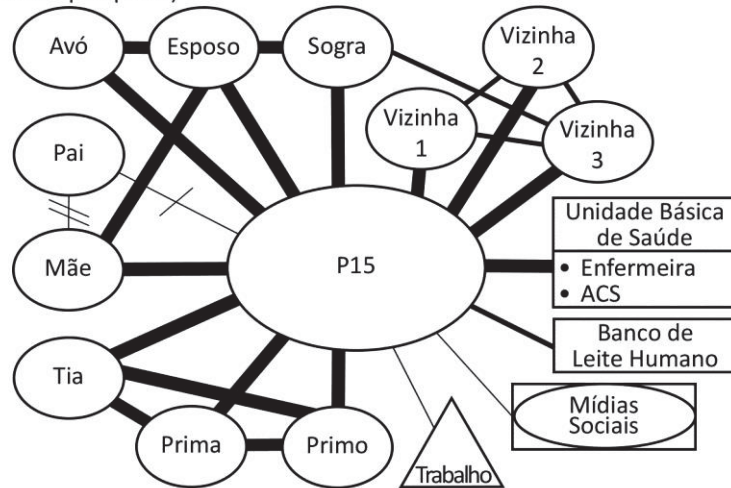 Avó
Esposo
Sogra
Vizinha
2
Vizinha
1
Vizinha
3
Pai
Mãe
P15
Unidade Básica
de Saúde
• Enfermeira
• ACS
Banco de
Leite Humano
Tia
Prima
Primo
Trabalho
Mídias
Sociais